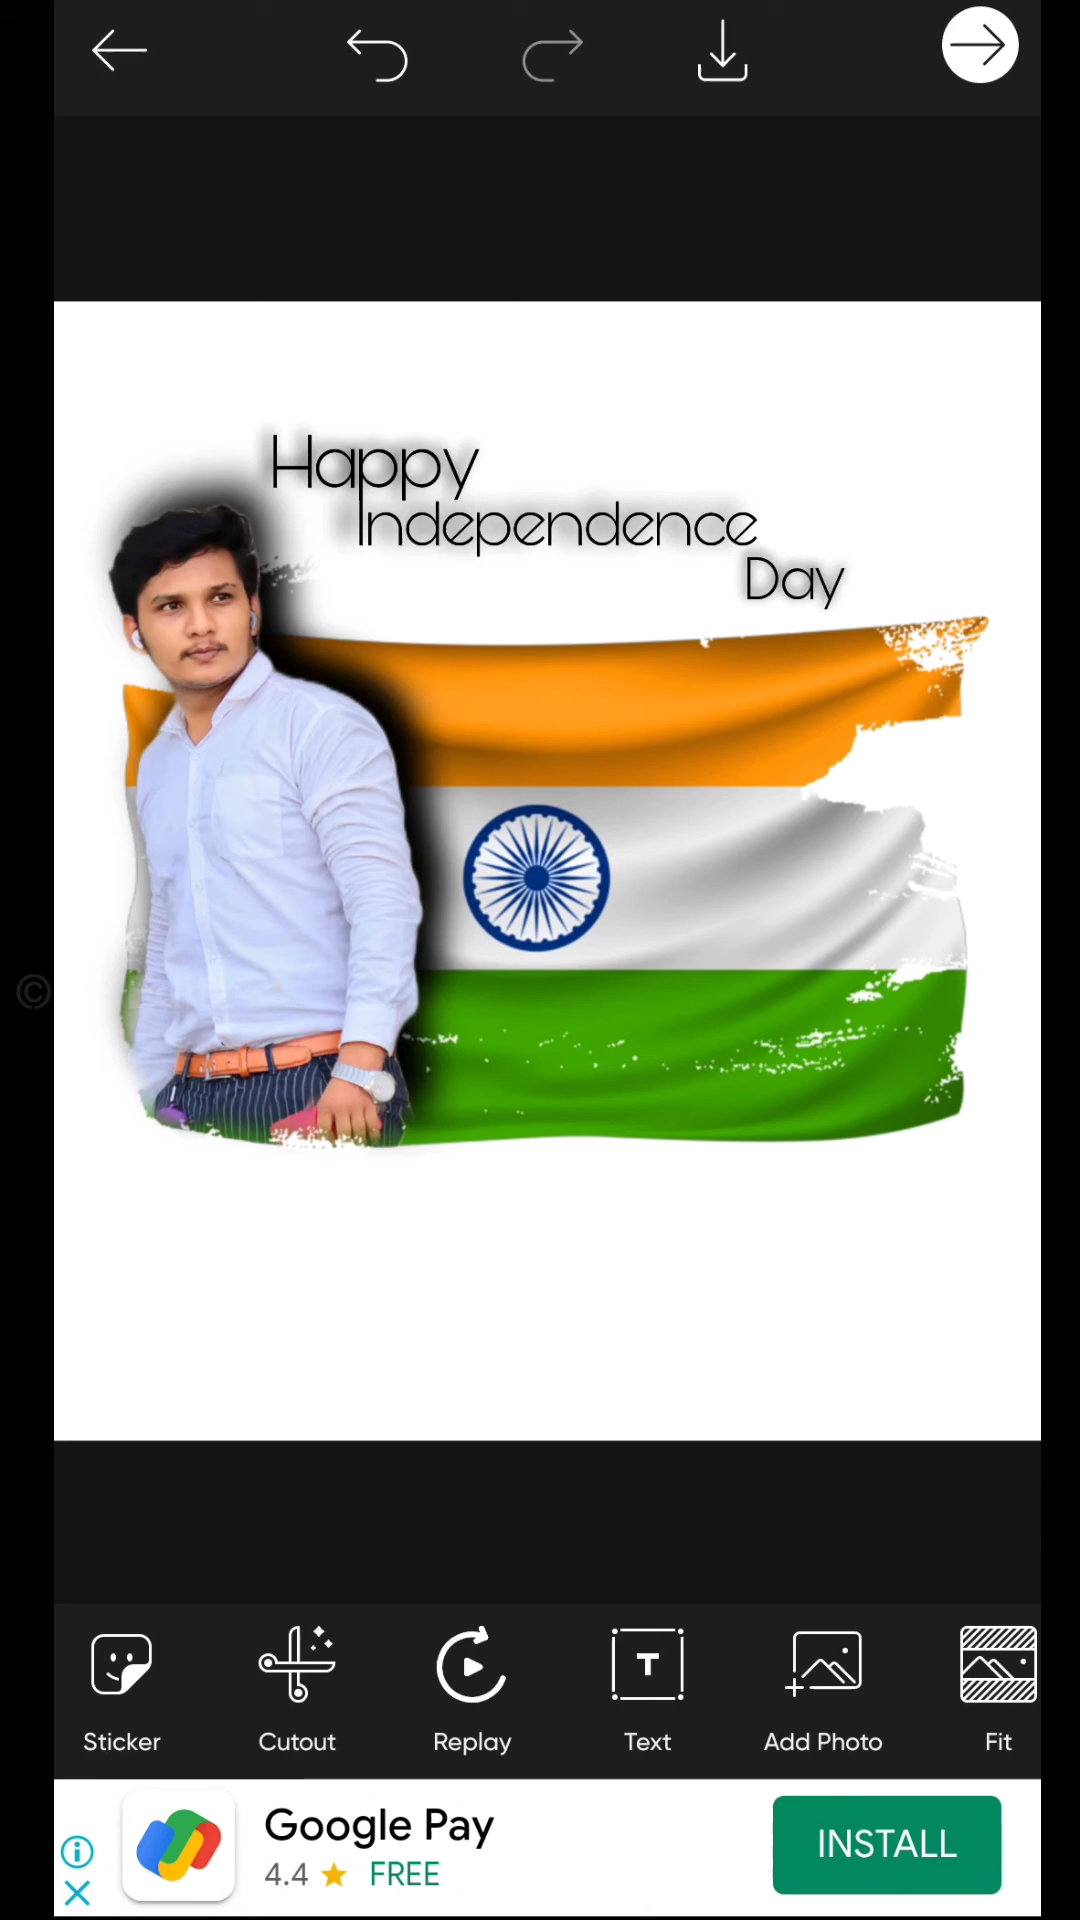 Happy
Independence
Day
©
Sticker
Cutout
Replay
T
Text
Add Photo
Fit
Google Pay
4.4 ★ FREE
INSTALL